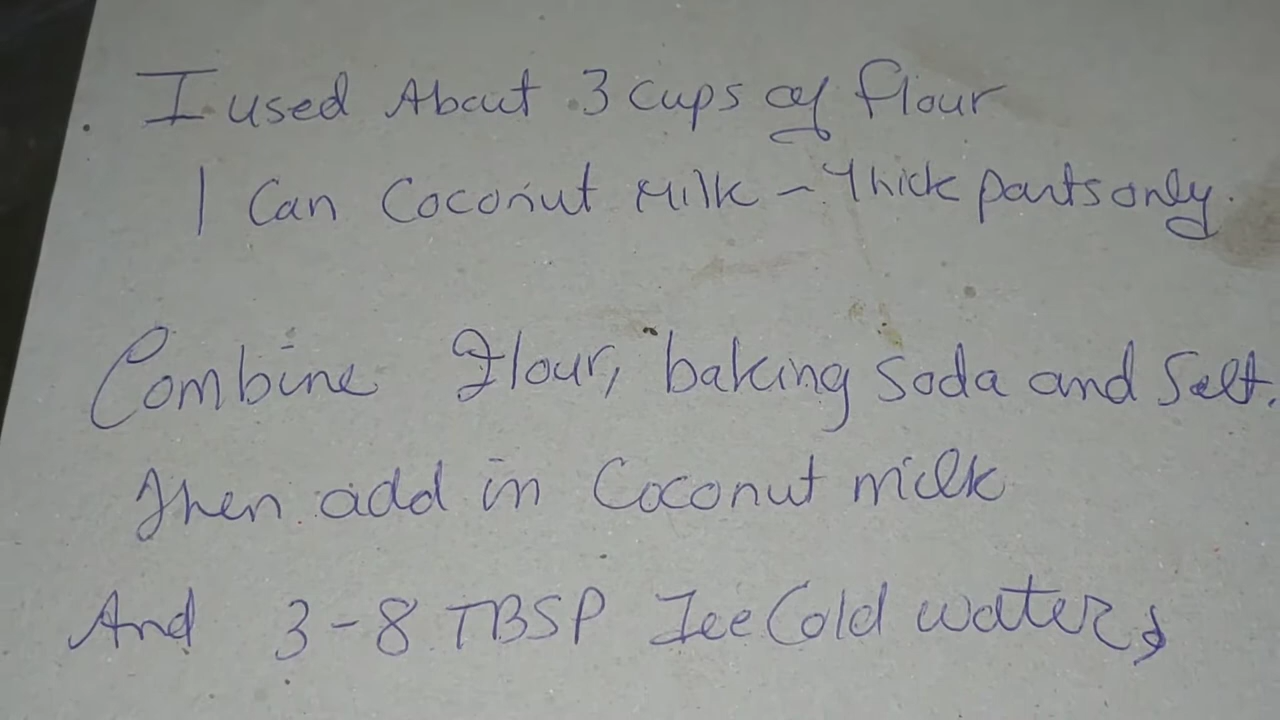 I used About 3 cups of flour
1 Can Coconut Milk - Thick parts only.
Combine Flour, baking soda and Salt.
Then add in Coconut milk
And 3-8 TBSP Ice Cold water,